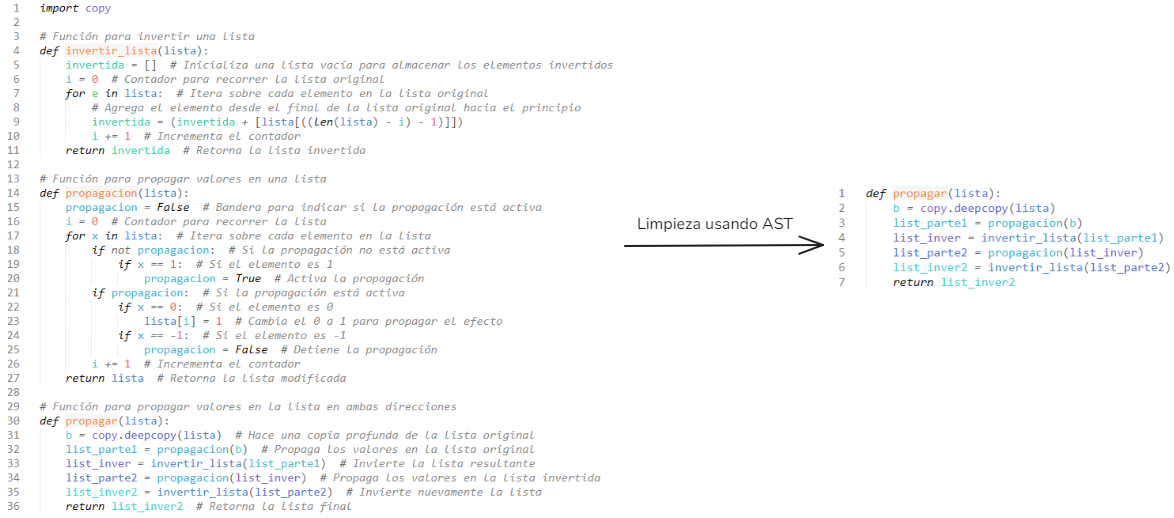 1 import copy
2
3 # Función para invertir una lista
4 def invertir_lista(lista):
5     invertida = []  # Inicializa una lista vacía para almacenar los elementos invertidos
6     i = 0  # Contador para recorrer la lista original
7     for e in lista:  # Itera sobre cada elemento en la lista original
8         # Agrega el elemento desde el final de la lista original hacia el principio
9         invertida = (invertida + [lista[((len(lista) - i) - 1)]])
10         i += 1  # Incrementa el contador
11     return invertida  # Retorna la lista invertida
12
13 # Función para propagar valores en una lista
14 def propagacion(lista):
15     propagacion = False  # Bandera para indicar si la propagación está activa
16     i = 0  # Contador para recorrer la lista
17     for x in lista:  # Itera sobre cada elemento en la lista
18         if not propagacion:  # Si la propagación no está activa
19             if x == 1:  # Si el elemento es 1
20                 propagacion = True  # Activa la propagación
21         if propagacion:  # Si la propagación está activa
22             if x == 0:  # Si el elemento es 0
23                 lista[i] = 1  # Cambia el 0 a 1 para propagar el efecto
24             if x == -1:  # Si el elemento es -1
25                 propagacion = False  # Detiene la propagación
26         i += 1  # Incrementa el contador
27     return lista  # Retorna la lista modificada
28
29 # Función para propagar valores en la lista en ambas direcciones
30 def propagar(lista):
31     b = copy.deepcopy(lista)  # Hace una copia profunda de la lista original
32     list_parte1 = propagacion(b)  # Propaga los valores en la lista original
33     list_inver = invertir_lista(list_parte1)  # Invierte la lista resultante
34     list_parte2 = propagacion(list_inver)  # Propaga los valores en la lista invertida
35     list_inver2 = invertir_lista(list_parte2)  # Invierte nuevamente la lista
36     return list_inver2  # Retorna la lista final
Limpieza usando AST
1 def propagar(lista):
2     b = copy.deepcopy(lista)
3     list_parte1 = propagacion(b)
4     list_inver = invertir_lista(list_parte1)
5     list_parte2 = propagacion(list_inver)
6     list_inver2 = invertir_lista(list_parte2)
7     return list_inver2